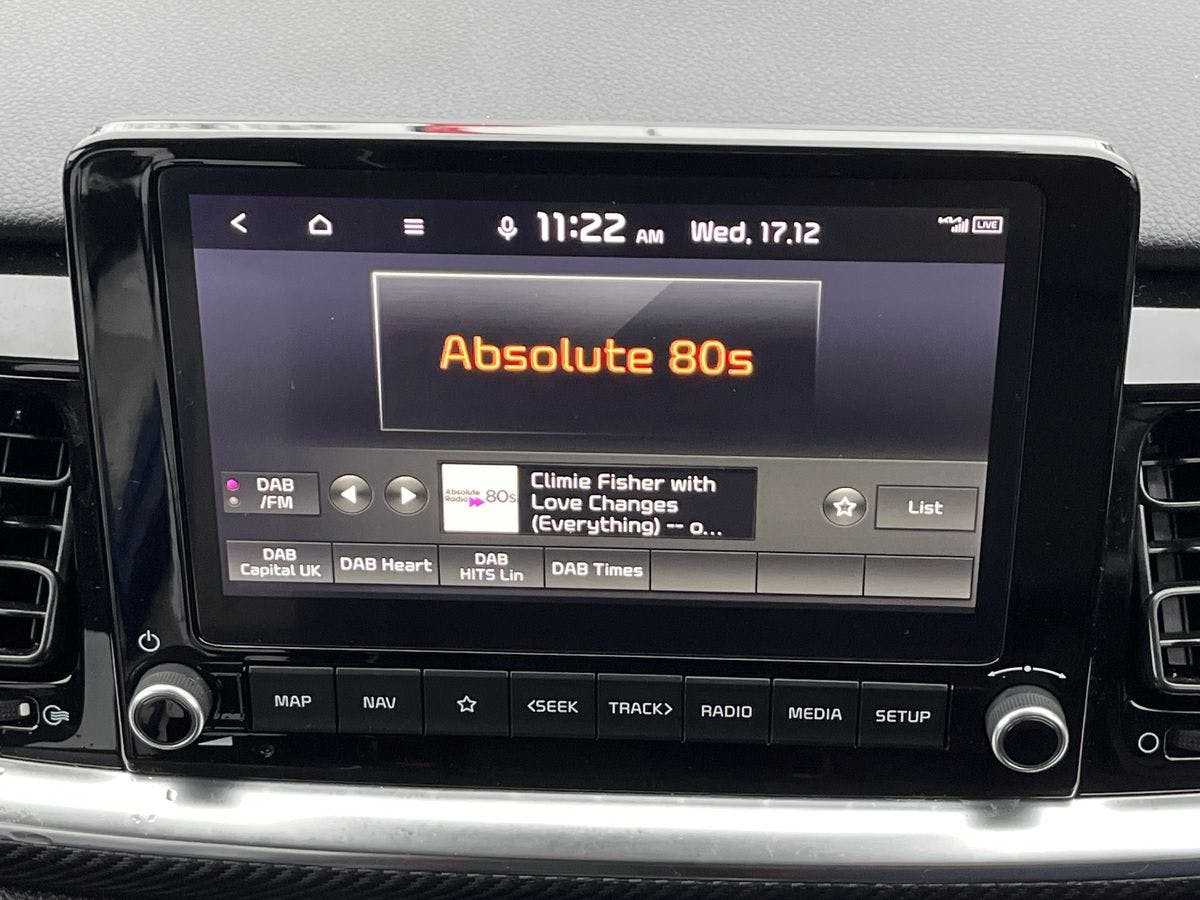 11:22 AM Wed, 17.12
LIVE
Absolute 80s
DAB
/FM
Absolute
Radio 80s
Climie Fisher with
Love Changes
(Everything) -- o...
List
DAB
Capital UK
DAB Heart
DAB
HITS Lin
DAB Times
MAP
NAV
<SEEK
TRACK>
RADIO
MEDIA
SETUP